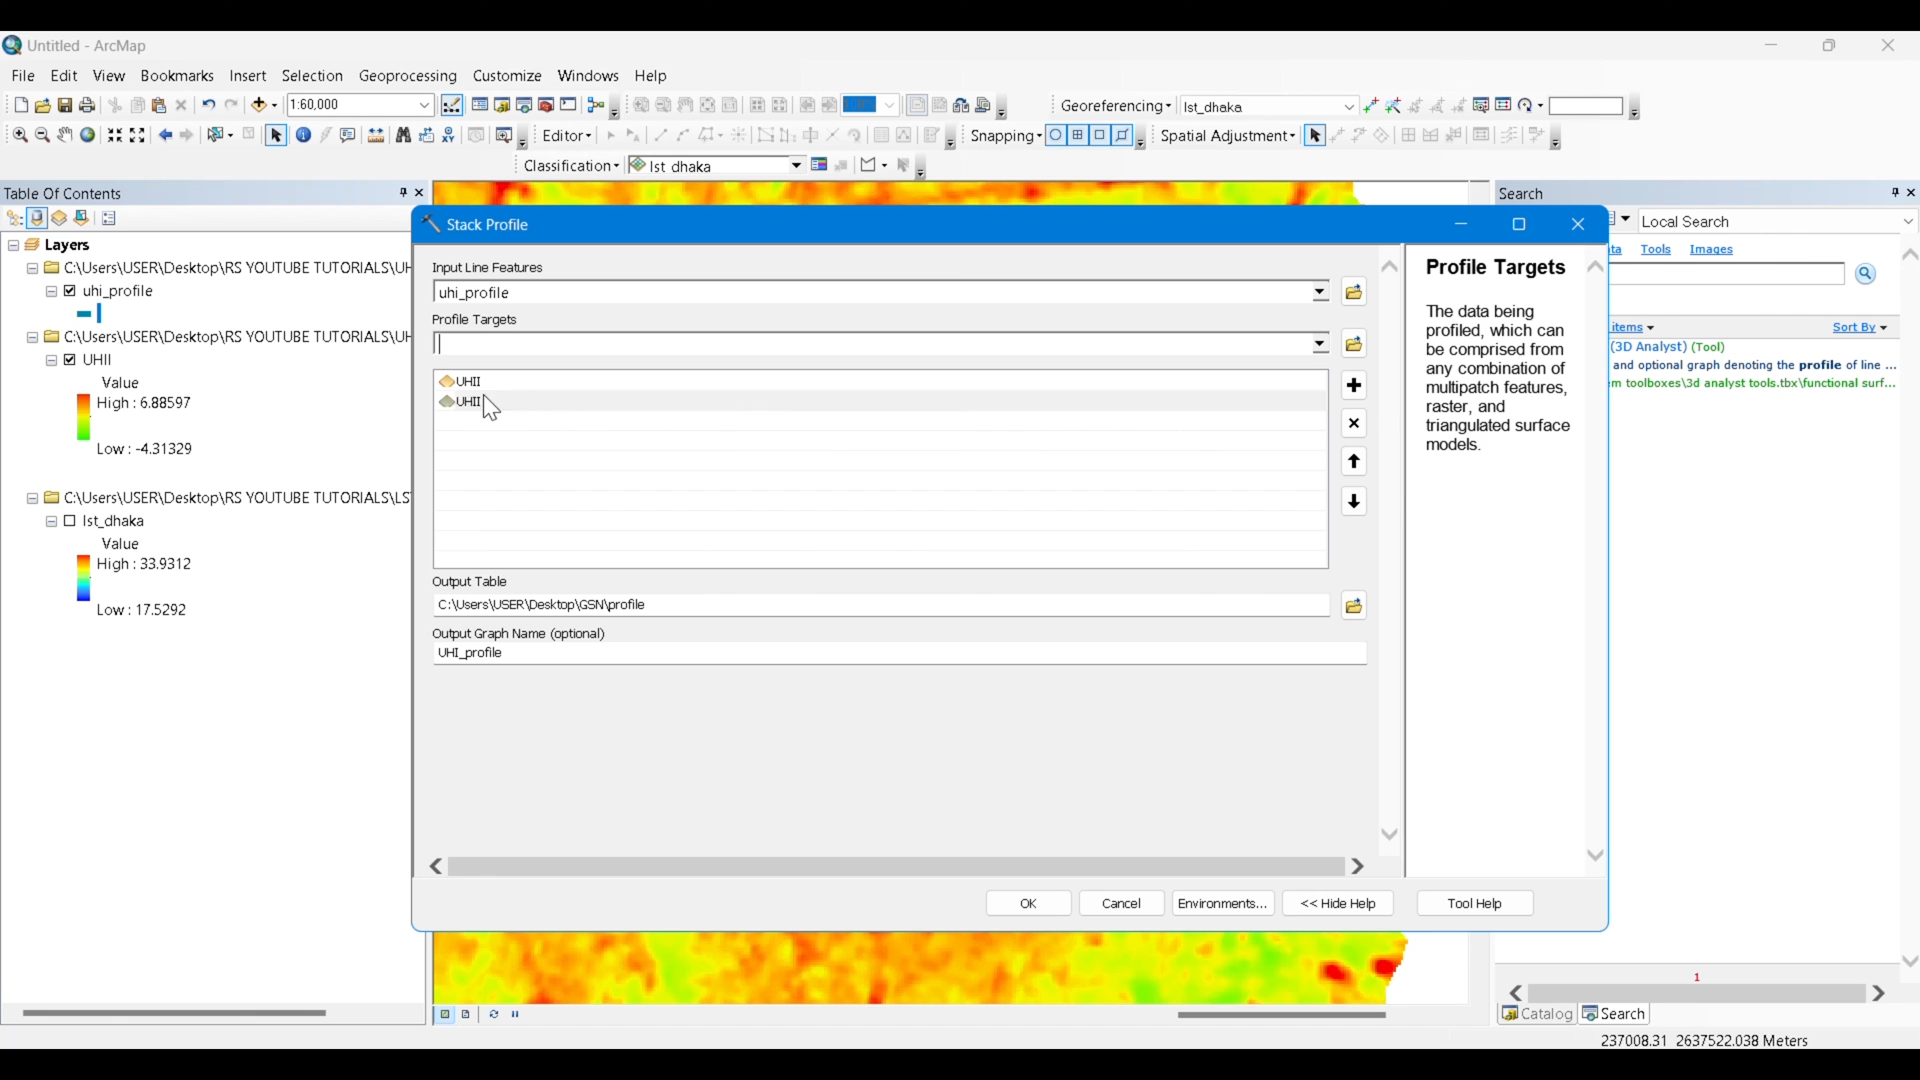 Untitled - ArcMap
File Edit View Bookmarks Insert Selection Geoprocessing Customize Windows Help
1:60,000
Georeferencing lst_dhaka
Editor Snapping Spatial Adjustment
Classification lst_dhaka
Table Of Contents
Layers
C:\Users\USER\Desktop\RS YOUTUBE TUTORIALS\UH
uhi_profile
C:\Users\USER\Desktop\RS YOUTUBE TUTORIALS\UH
UHII
Value
High : 6.88597
Low : -4.31329
C:\Users\USER\Desktop\RS YOUTUBE TUTORIALS\LS
lst_dhaka
Value
High : 33.9312
Low : 17.5292
Stack Profile
Input Line Features
uhi_profile
Profile Targets
UHII
UHII
Output Table
C:\Users\USER\Desktop\GSN\profile
Output Graph Name (optional)
UHI_profile
OK Cancel Environments... << Hide Help Tool Help
Profile Targets
The data being
profiled, which can
be comprised from
any combination of
multipatch features,
raster, and
triangulated surface
models.
Search
Local Search
ta Tools Images
items Sort By
(3D Analyst) (Tool)
and optional graph denoting the profile of line ...
m toolboxes\3d analyst tools.tbx\functional surf...
1
Catalog Search
237008.31 2637522.038 Meters